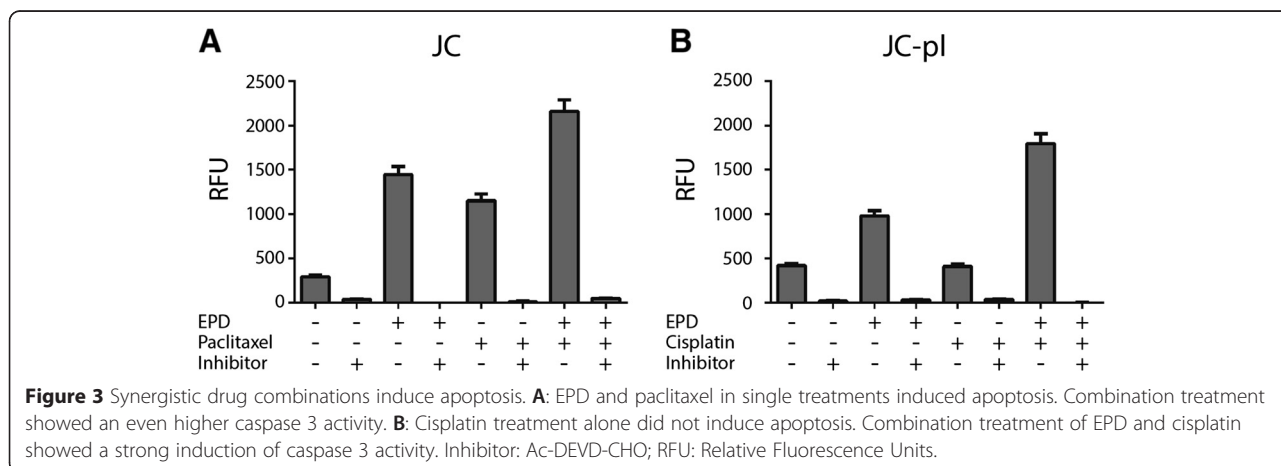 A
JC
2500
2000
1500
1000
500
0
RFU
EPD - - + + - - + +
Paclitaxel - - - - + + + +
Inhibitor - + - + - + - +
B
JC-pl
2500
2000
1500
1000
500
0
RFU
EPD - - + + - - + +
Cisplatin - - - - + + + +
Inhibitor - + - + - + - +
Figure 3 Synergistic drug combinations induce apoptosis. A: EPD and paclitaxel in single treatments induced apoptosis. Combination treatment
showed an even higher caspase 3 activity. B: Cisplatin treatment alone did not induce apoptosis. Combination treatment of EPD and cisplatin
showed a strong induction of caspase 3 activity. Inhibitor: Ac-DEVD-CHO; RFU: Relative Fluorescence Units.